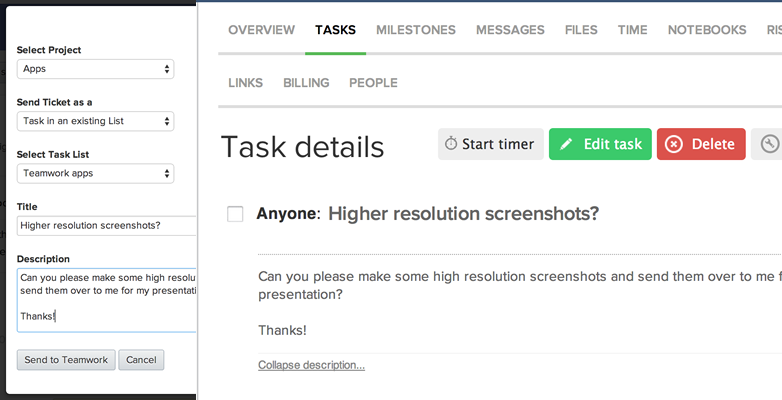 Select Project
Apps
Send Ticket as a
Task in an existing List
Select Task List
Teamwork apps
Title
Higher resolution screenshots?
Description
Can you please make some high resolu
send them over to me for my presentati
Thanks!
Send to Teamwork Cancel
OVERVIEW TASKS MILESTONES MESSAGES FILES TIME NOTEBOOKS RIS
LINKS BILLING PEOPLE
Task details Start timer Edit task Delete
Anyone: Higher resolution screenshots?
Can you please make some high resolution screenshots and send them over to me f
presentation?
Thanks!
Collapse description...